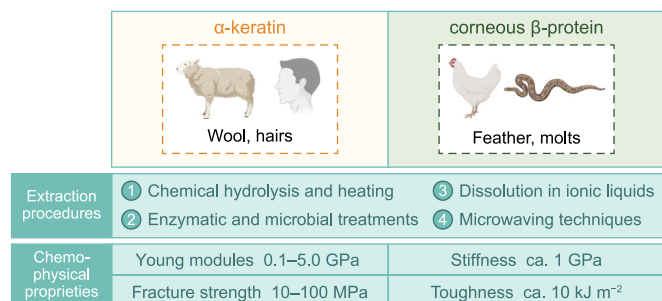 α-keratin
corneous β-protein
Wool, hairs
Feather, molts
Extraction procedures
1 Chemical hydrolysis and heating
3 Dissolution in ionic liquids
2 Enzymatic and microbial treatments
4 Microwaving techniques
Chemo-
physical
proprieties
Young modules 0.1–5.0 GPa
Stiffness ca. 1 GPa
Fracture strength 10–100 MPa
Toughness ca. 10 kJ m⁻²